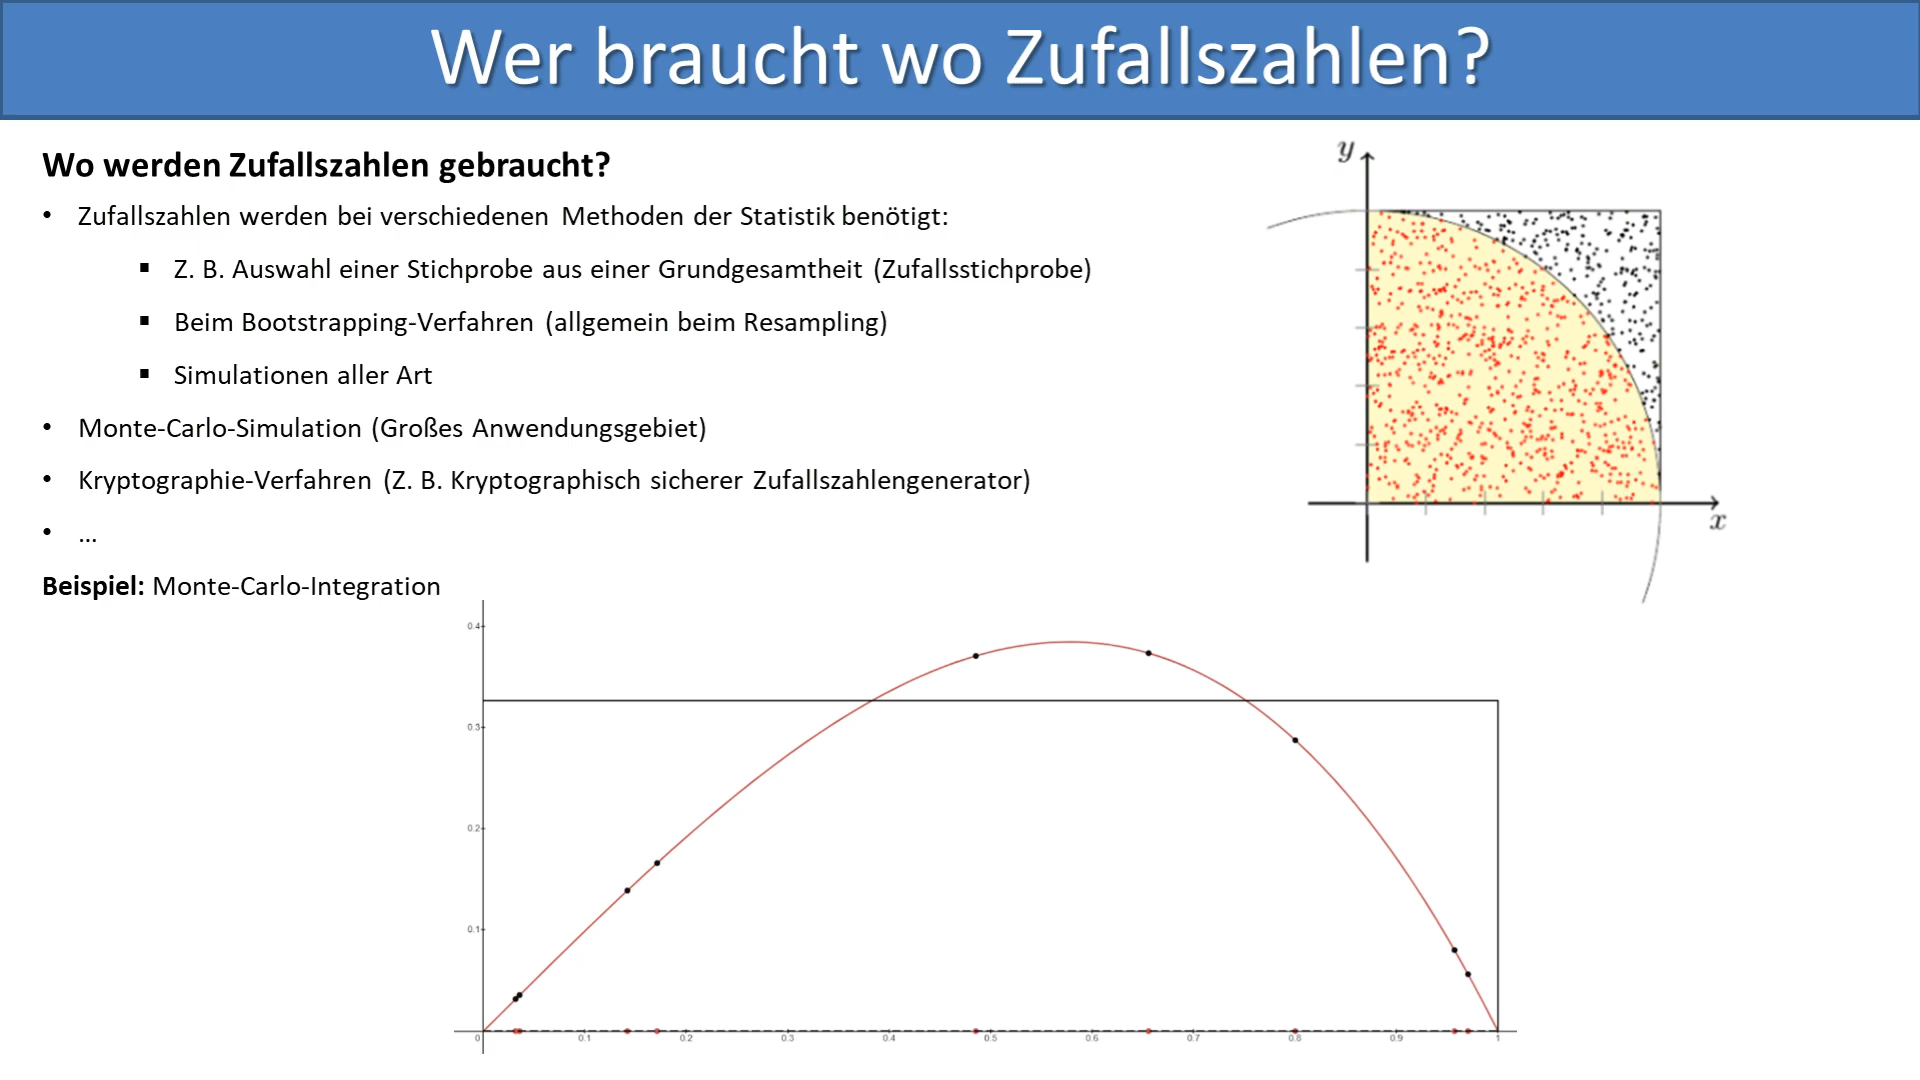 Wer braucht wo Zufallszahlen?
Wo werden Zufallszahlen gebraucht?
• Zufallszahlen werden bei verschiedenen Methoden der Statistik benötigt:
▪ Z. B. Auswahl einer Stichprobe aus einer Grundgesamtheit (Zufallsstichprobe)
▪ Beim Bootstrapping-Verfahren (allgemein beim Resampling)
▪ Simulationen aller Art
• Monte-Carlo-Simulation (Großes Anwendungsgebiet)
• Kryptographie-Verfahren (Z. B. Kryptographisch sicherer Zufallszahlengenerator)
• ...
Beispiel: Monte-Carlo-Integration
y
x
0.4
0.3
0.2
0.1
0 0.1 0.2 0.3 0.4 0.5 0.6 0.7 0.8 0.9 1